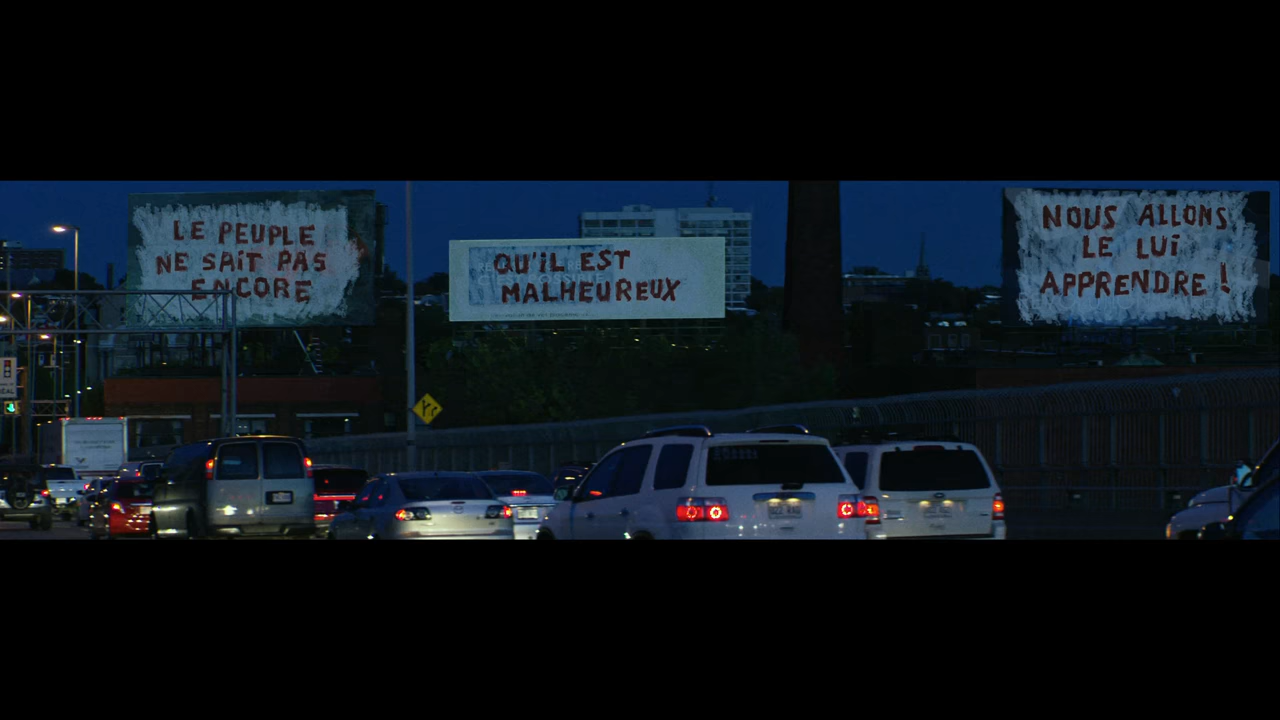 LE PEUPLE
NE SAIT PAS
ENCORE
QU'IL EST
MALHEUREUX
NOUS ALLONS
LE LUI
APPRENDRE !